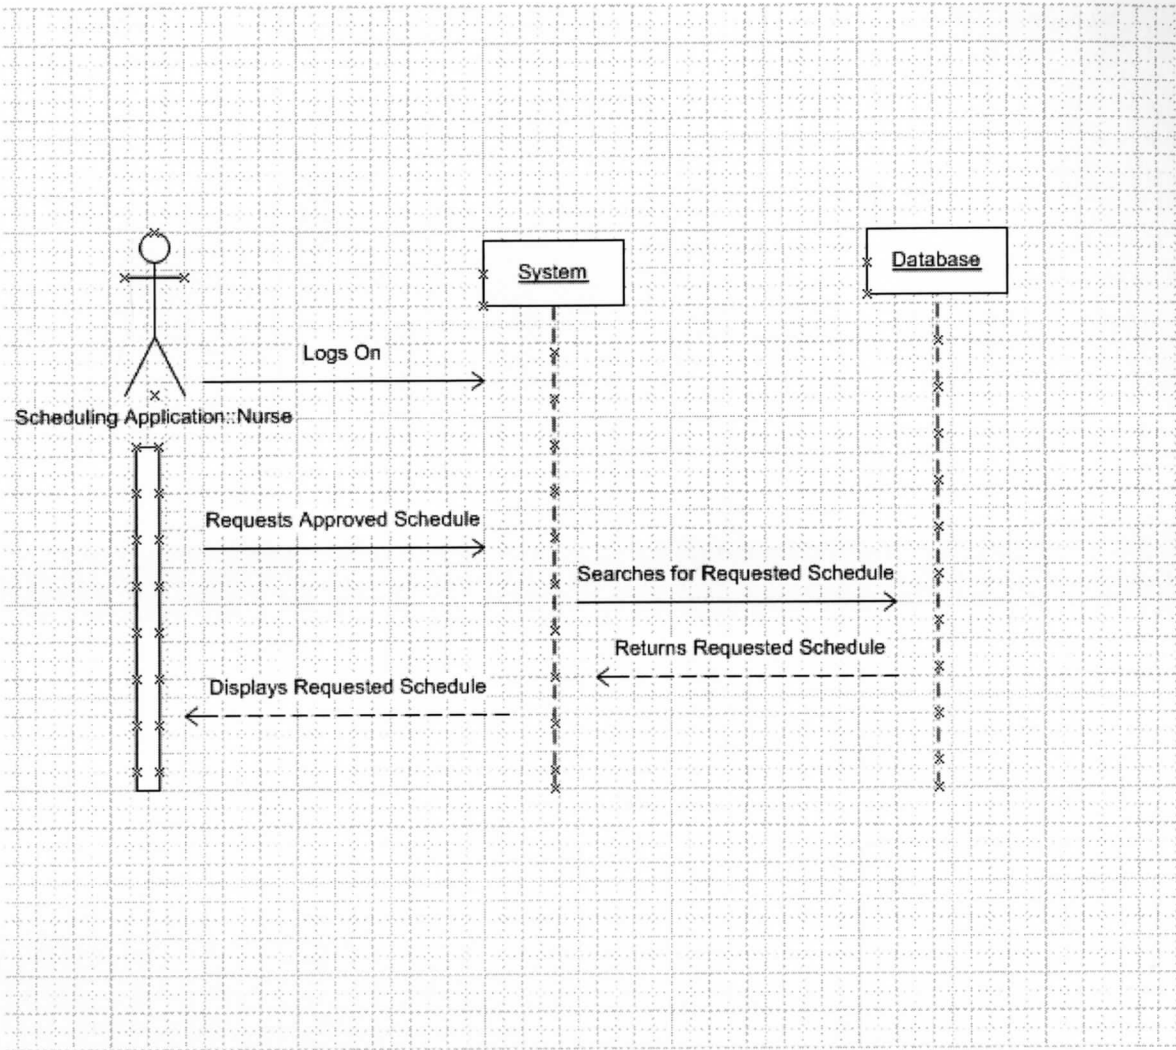 System
Database
Logs On
Scheduling Application::Nurse
Requests Approved Schedule
Searches for Requested Schedule
Returns Requested Schedule
Displays Requested Schedule